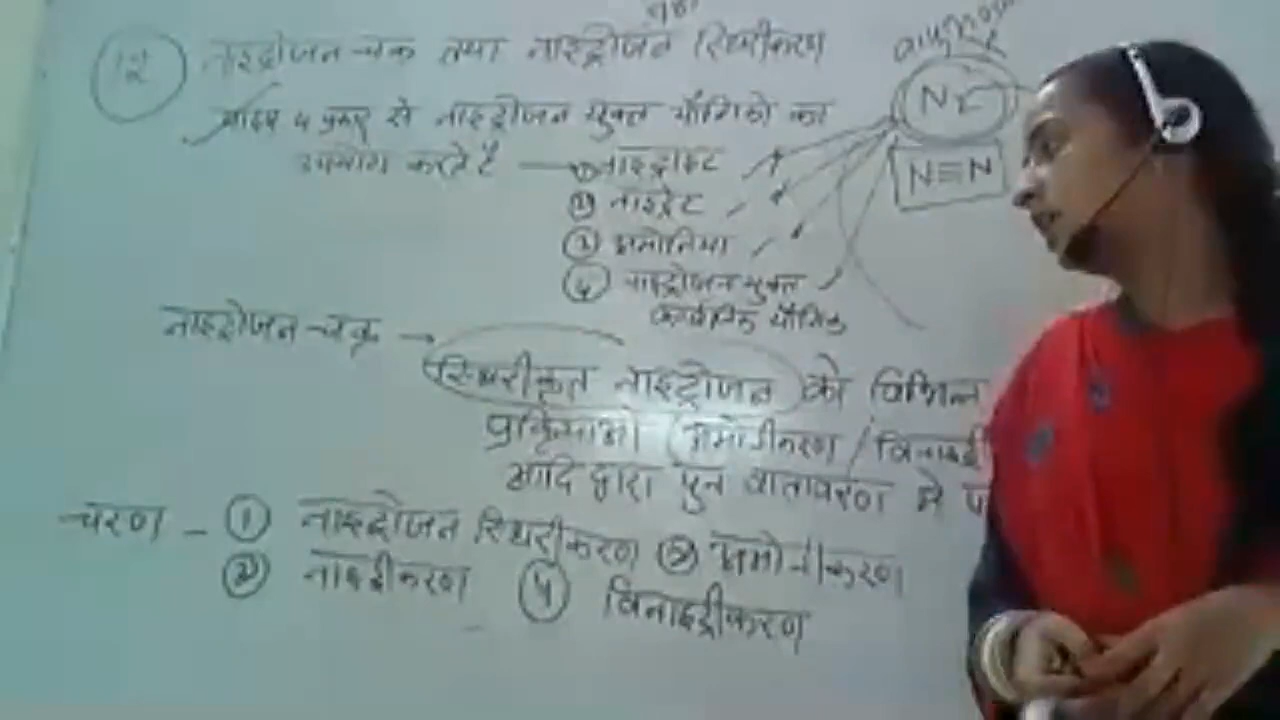 12 नाइट्रोजन चक्र तथा नाइट्रोजन स्थिरीकरण
पादप 4 प्रकार से नाइट्रोजन युक्त यौगिको का
उपयोग करते है — ① नाइट्राइट
② नाइट्रेट
③ अमोनिया
④ नाइट्रोजन युक्त
कार्बनिक यौगिक
N₂
N≡N
नाइट्रोजन चक्र →
स्थिरीकृत नाइट्रोजन को विभिन्न
प्रक्रियाओ अमोनीकरण / विनाइट्री
आदि द्वारा पुन वातावरण मे
चरण - ① नाइट्रोजन स्थिरीकरण ③ अमोनीकरण
② नाइट्रीकरण ④ विनाइट्रीकरण